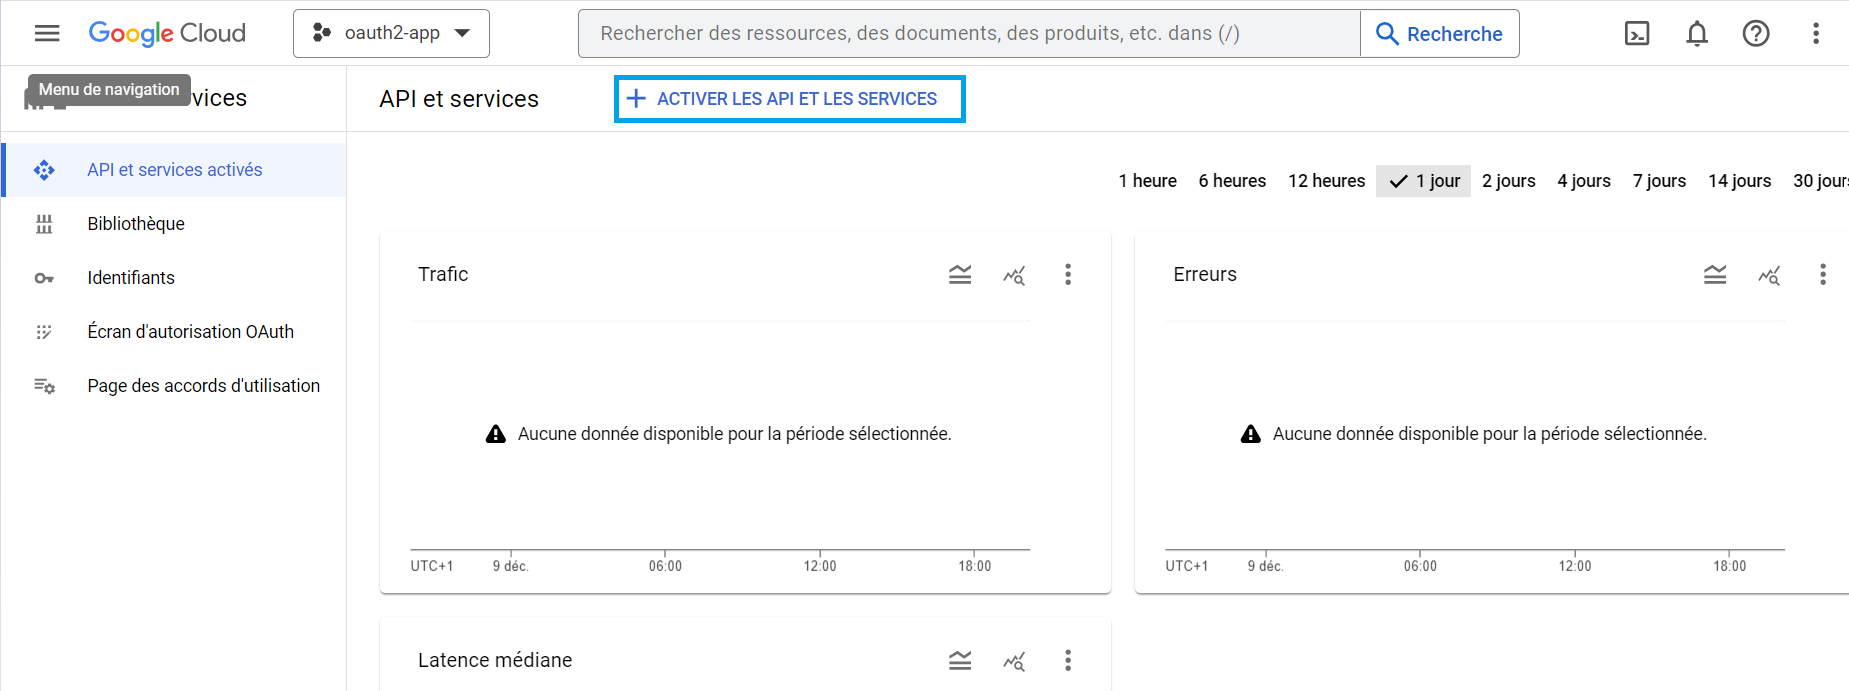 Google Cloud
oauth2-app
Rechercher des ressources, des documents, des produits, etc. dans (/)
Recherche
Menu de navigation
vices
API et services
ACTIVER LES API ET LES SERVICES
API et services activés
Bibliothèque
Identifiants
Écran d'autorisation OAuth
Page des accords d'utilisation
1 heure 6 heures 12 heures 1 jour 2 jours 4 jours 7 jours 14 jours 30 jours
Trafic
Aucune donnée disponible pour la période sélectionnée.
UTC+1 9 déc. 06:00 12:00 18:00
Erreurs
Aucune donnée disponible pour la période sélectionnée.
UTC+1 9 déc. 06:00 12:00 18:00
Latence médiane